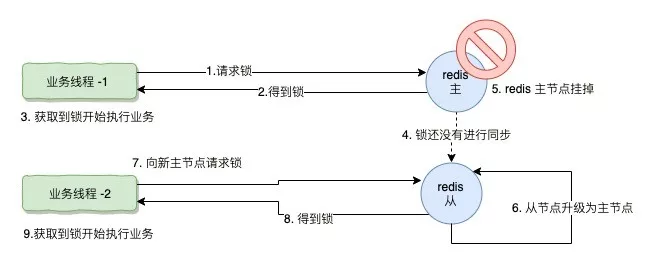 1.请求锁
业务线程 -1
redis
主
2.得到锁
5. redis 主节点挂掉
3. 获取到锁开始执行业务
4. 锁还没有进行同步
7. 向新主节点请求锁
业务线程 -2
redis
从
6. 从节点升级为主节点
8. 得到锁
9.获取到锁开始执行业务